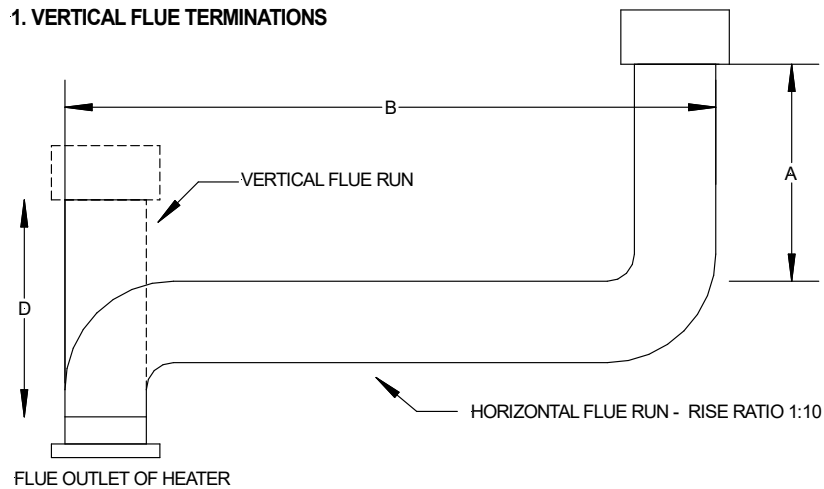 1. VERTICAL FLUE TERMINATIONS
B
A
VERTICAL FLUE RUN
D
HORIZONTAL FLUE RUN - RISE RATIO 1:10
FLUE OUTLET OF HEATER